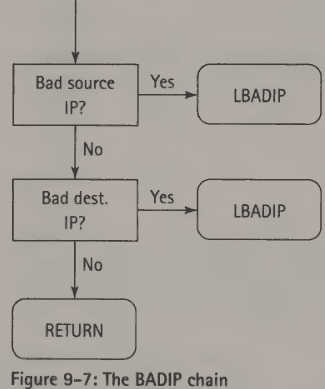 Bad source
IP?
Yes
LBADIP
No
Bad dest.
IP?
Yes
LBADIP
No
RETURN
Figure 9-7: The BADIP chain